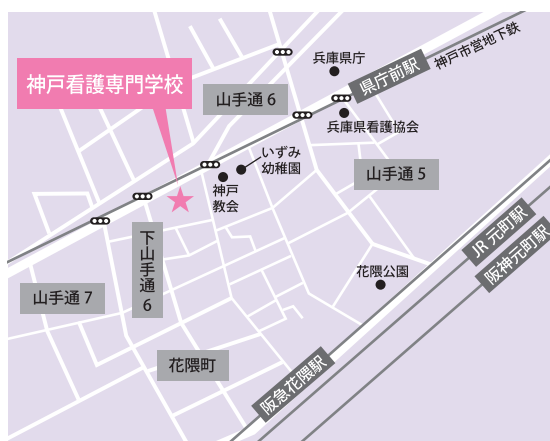 兵庫県庁
県庁前駅
神戸市営地下鉄
神戸看護専門学校
山手通 6
兵庫県看護協会
いずみ
幼稚園
山手通 5
神戸
教会
下山手通6
JR 元町駅
阪神元町駅
花隈公園
山手通 7
花隈町
阪急花隈駅